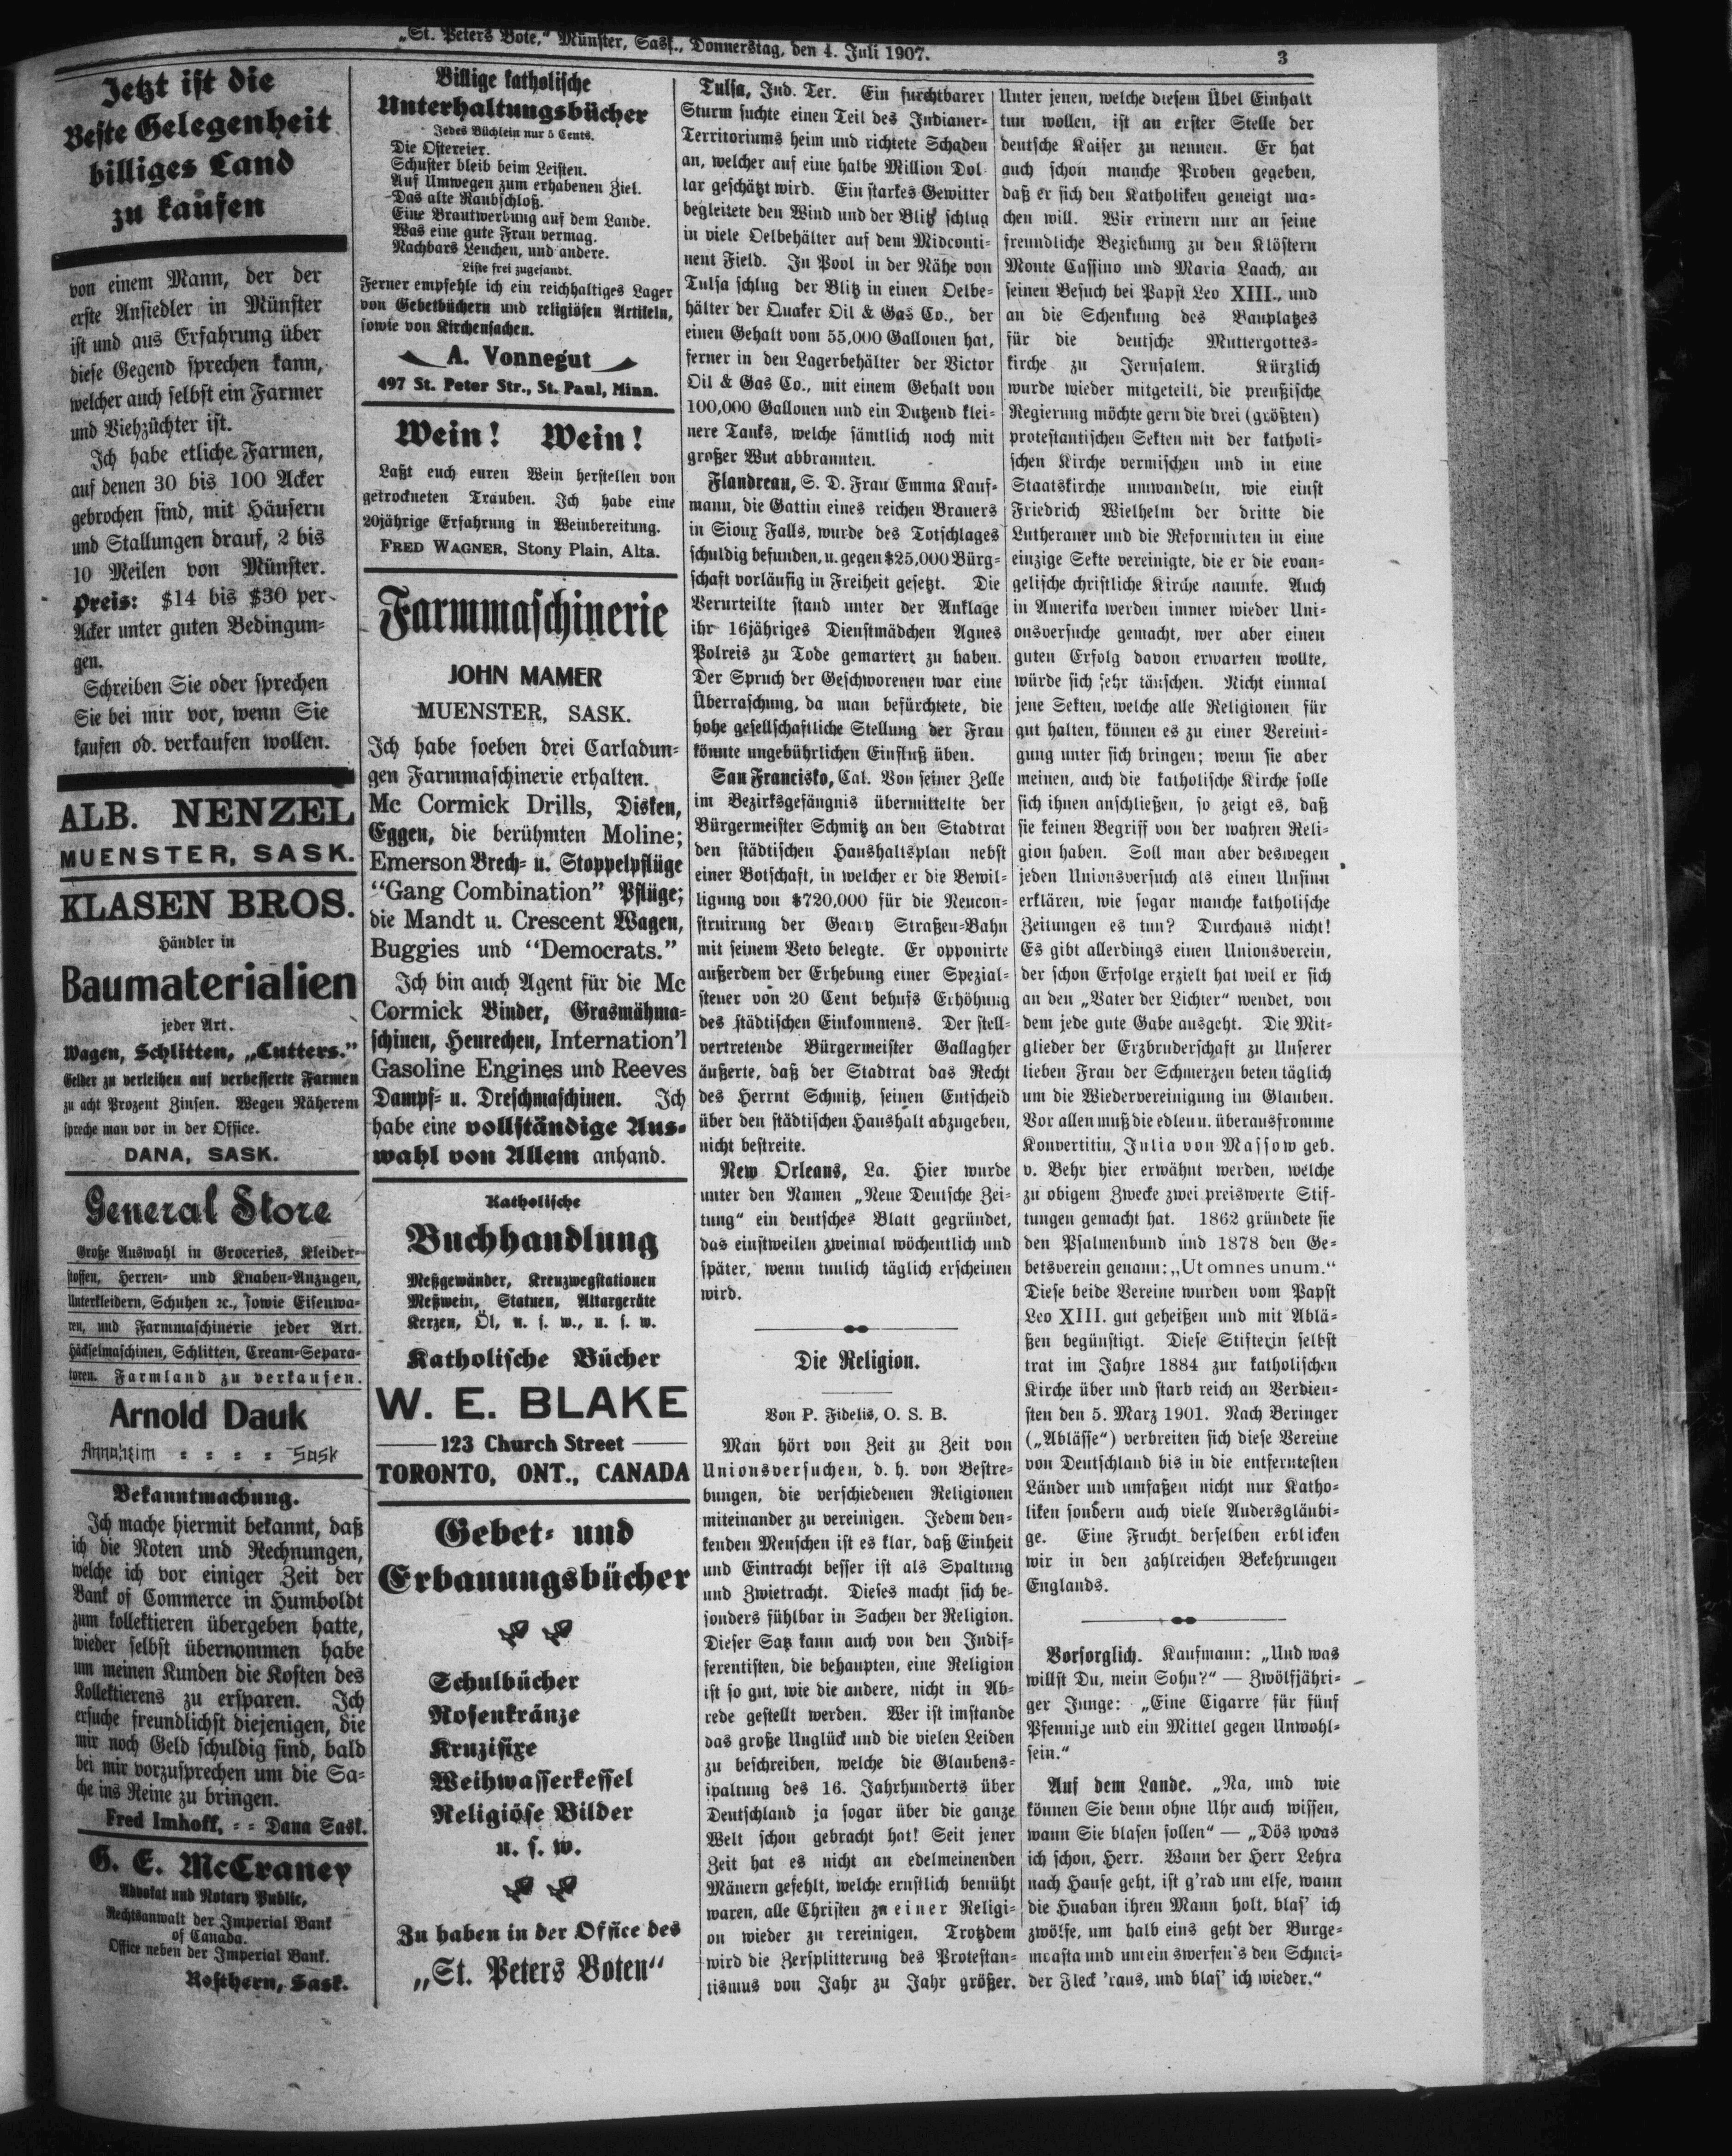 „St. Peters Bote," Münster, Sask., Donnerstag, den 4. Juli 1907.
3
Jetzt ist die
Beste Gelegenheit
billiges Land
zu kaufen
von einem Mann, der der
erste Ansiedler in Münster
ist und aus Erfahrung über
diese Gegend sprechen kann,
welcher auch selbst ein Farmer
und Viehzüchter ist.
Ich habe etliche Farmen,
auf denen 30 bis 100 Acker
gebrochen sind, mit Häusern
und Stallungen drauf, 2 bis
10 Meilen von Münster.
Preis: $14 bis $30 per
Acker unter guten Bedingun-
gen.
Schreiben Sie oder sprechen
Sie bei mir vor, wenn Sie
kaufen od. verkaufen wollen.
ALB. NENZEL
MUENSTER, SASK.
KLASEN BROS.
Händler in
Baumaterialien
jeder Art.
Wagen, Schlitten, „Cutters."
Gelder zu verleihen auf verbesserte Farmen
zu acht Prozent Zinsen. Wegen Näherem
spreche man vor in der Office.
DANA, SASK.
General Store
Große Auswahl in Groceries, Kleider-
stoffen, Herren- und Knaben-Anzugen,
Unterkleidern, Schuhen ꝛc., sowie Eisenwa-
ren, und Farmmaschinerie jeder Art.
Häckselmaschinen, Schlitten, Cream-Separa-
toren. Farmland zu verkaufen.
Arnold Dauk
Annaheim = = = = Sask
Bekanntmachung.
Ich mache hiermit bekannt, daß
ich die Noten und Rechnungen,
welche ich vor einiger Zeit der
Bank of Commerce in Humboldt
zum kollektieren übergeben hatte,
wieder selbst übernommen habe
um meinen Kunden die Kosten des
Kollektierens zu ersparen. Ich
ersuche freundlichst diejenigen, die
mir noch Geld schuldig sind, bald
bei mir vorzusprechen um die Sa-
che ins Reine zu bringen.
Fred Imhoff, = = Dana Sask.
G. E. McCraney
Advokat und Notary Public,
Rechtsanwalt der Imperial Bank
of Canada.
Office neben der Imperial Bank.
Rosthern, Sask.
Billige katholische
Unterhaltungsbücher
Jedes Büchlein nur 5 Cents.
Die Ostereier.
Schuster bleib beim Leisten.
Auf Umwegen zum erhabenen Ziel.
Das alte Raubschloß.
Eine Brautwerbung auf dem Lande.
Was eine gute Frau vermag.
Nachbars Lenchen, und andere.
Liste frei zugesandt.
Ferner empfehle ich ein reichhaltiges Lager
von Gebetbüchern und religiösen Artikeln,
sowie von Kirchensachen.
A. Vonnegut
497 St. Peter Str., St. Paul, Minn.
Wein! Wein!
Laßt euch euren Wein herstellen von
getrockneten Trauben. Ich habe eine
20jährige Erfahrung in Weinbereitung.
FRED WAGNER, Stony Plain, Alta.
Farmmaschinerie
JOHN MAMER
MUENSTER, SASK.
Ich habe soeben drei Carladun-
gen Farmmaschinerie erhalten.
Mc Cormick Drills, Disken,
Eggen, die berühmten Moline;
Emerson Brech- u. Stoppelpflüge
"Gang Combination" Pflüge;
die Mandt u. Crescent Wagen,
Buggies und "Democrats."
Ich bin auch Agent für die Mc
Cormick Binder, Grasmähma-
schinen, Heurechen, Internation'l
Gasoline Engines und Reeves
Dampf- u. Dreschmaschinen. Ich
habe eine vollständige Aus-
wahl von Allem anhand.
Katholische
Buchhandlung
Meßgewänder, Kreuzwegstationen
Meßwein, Statuen, Altargeräte
Kerzen, Öl, u. s. w., u. s. w.
Katholische Bücher
W. E. BLAKE
123 Church Street
TORONTO, ONT., CANADA
Gebet- und
Erbauungsbücher
Schulbücher
Rosenkränze
Kruzifixe
Weihwasserkessel
Religiöse Bilder
u. s. w.
Zu haben in der Office des
„St. Peters Boten"
Tulsa, Ind. Ter. Ein furchtbarer
Sturm suchte einen Teil des Indianer-
Territoriums heim und richtete Schaden
an, welcher auf eine halbe Million Dol
lar geschätzt wird. Ein starkes Gewitter
begleitete den Wind und der Blitz schlug
in viele Oelbehälter auf dem Midconti-
nent Field. In Pool in der Nähe von
Tulsa schlug der Blitz in einen Oelbe-
hälter der Quaker Oil & Gas Co., der
einen Gehalt vom 55,000 Gallonen hat,
ferner in den Lagerbehälter der Victor
Oil & Gas Co., mit einem Gehalt von
100,000 Gallonen und ein Dutzend klei-
nere Tanks, welche sämtlich noch mit
großer Wut abbrannten.
Flandreau, S. D. Frau Emma Kauf-
mann, die Gattin eines reichen Brauers
in Sioux Falls, wurde des Totschlages
schuldig befunden, u. gegen $25,000 Bürg-
schaft vorläufig in Freiheit gesetzt. Die
Verurteilte stand unter der Anklage
ihr 16jähriges Dienstmädchen Agnes
Polreis zu Tode gemartert zu haben.
Der Spruch der Geschworenen war eine
Überraschung, da man befürchtete, die
hohe gesellschaftliche Stellung der Frau
könnte ungebührlichen Einfluß üben.
San Francisko, Cal. Von seiner Zelle
im Bezirksgefängnis übermittelte der
Bürgermeister Schmitz an den Stadtrat
den städtischen Haushaltsplan nebst
einer Botschaft, in welcher er die Bewil-
ligung von $720,000 für die Neucon-
struirung der Geary Straßen-Bahn
mit seinem Veto belegte. Er opponirte
außerdem der Erhebung einer Spezial-
steuer von 20 Cent behufs Erhöhung
des städtischen Einkommens. Der stell-
vertretende Bürgermeister Gallagher
äußerte, daß der Stadtrat das Recht
des Herrnt Schmitz, seinen Entscheid
über den städtischen Haushalt abzugeben,
nicht bestreite.
New Orleans, La. Hier wurde
unter den Namen „Neue Deutsche Zei-
tung" ein deutsches Blatt gegründet,
das einstweilen zweimal wöchentlich und
später, wenn tunlich täglich erscheinen
wird.
Die Religion.
Von P. Fidelis, O. S. B.
Man hört von Zeit zu Zeit von
Unionsversuchen, d. h. von Bestre-
bungen, die verschiedenen Religionen
miteinander zu vereinigen. Jedem den-
kenden Menschen ist es klar, daß Einheit
und Eintracht besser ist als Spaltung
und Zwietracht. Dieses macht sich be-
sonders fühlbar in Sachen der Religion.
Dieser Satz kann auch von den Indif-
ferentisten, die behaupten, eine Religion
ist so gut, wie die andere, nicht in Ab-
rede gestellt werden. Wer ist imstande
das große Unglück und die vielen Leiden
zu beschreiben, welche die Glaubens-
spaltung des 16. Jahrhunderts über
Deutschland ja sogar über die ganze
Welt schon gebracht hat! Seit jener
Zeit hat es nicht an edelmeinenden
Mänern gefehlt, welche ernstlich bemüht
waren, alle Christen zu einer Religi-
on wieder zu vereinigen. Trotzdem
wird die Zersplitterung des Protestan-
tismus von Jahr zu Jahr größer.
Unter jenen, welche diesem Übel Einhalt
tun wollen, ist an erster Stelle der
deutsche Kaiser zu nennen. Er hat
auch schon manche Proben gegeben,
daß er sich den Katholiken geneigt ma-
chen will. Wir erinern nur an seine
freundliche Beziehung zu den Klöstern
Monte Cassino und Maria Laach, an
seinen Besuch bei Papst Leo XIII., und
an die Schenkung des Bauplatzes
für die deutsche Muttergottes-
kirche zu Jerusalem. Kürzlich
wurde wieder mitgeteilt, die preußische
Regierung möchte gern die drei (größten)
protestantischen Sekten mit der katholi-
schen Kirche vermischen und in eine
Staatskirche umwandeln, wie einst
Friedrich Wielhelm der dritte die
Lutheraner und die Reformirten in eine
einzige Sekte vereinigte, die er die evan-
gelische christliche Kirche nannte. Auch
in Amerika werden immer wieder Uni-
onsversuche gemacht, wer aber einen
guten Erfolg davon erwarten wollte,
würde sich sehr täuschen. Nicht einmal
jene Sekten, welche alle Religionen für
gut halten, können es zu einer Vereini-
gung unter sich bringen; wenn sie aber
meinen, auch die katholische Kirche solle
sich ihnen anschließen, so zeigt es, daß
sie keinen Begriff von der wahren Reli-
gion haben. Soll man aber deswegen
jeden Unionsversuch als einen Unsinn
erklären, wie sogar manche katholische
Zeitungen es tun? Durchaus nicht!
Es gibt allerdings einen Unionsverein,
der schon Erfolge erzielt hat weil er sich
an den „Vater der Lichter" wendet, von
dem jede gute Gabe ausgeht. Die Mit-
glieder der Erzbruderschaft zu Unserer
lieben Frau der Schmerzen beten täglich
um die Wiedervereinigung im Glauben.
Vor allen muß die edle u. überausfromme
Konvertitin, Julia von Massow geb.
v. Behr hier erwähnt werden, welche
zu obigem Zwecke zwei preiswerte Stif-
tungen gemacht hat. 1862 gründete sie
den Psalmenbund und 1878 den Ge-
betsverein genann: „Ut omnes unum."
Diese beide Vereine wurden vom Papst
Leo XIII. gut geheißen und mit Ablä-
ßen begünstigt. Diese Stifterin selbst
trat im Jahre 1884 zur katholischen
Kirche über und starb reich an Verdien-
sten den 5. Marz 1901. Nach Beringer
(„Ablässe") verbreiten sich diese Vereine
von Deutschland bis in die entferntesten
Länder und umfaßen nicht nur Katho-
liken sondern auch viele Andersgläubi-
ge. Eine Frucht derselben erblicken
wir in den zahlreichen Bekehrungen
Englands.
Vorsorglich. Kaufmann: „Und was
willst Du, mein Sohn?" — Zwölfjähri-
ger Junge: „Eine Cigarre für fünf
Pfennige und ein Mittel gegen Unwohl-
sein."
Auf dem Lande. „Na, und wie
können Sie denn ohne Uhr auch wissen,
wann Sie blasen sollen" — „Dös woas
ich schon, Herr. Wann der Herr Lehra
nach Hause geht, ist g'rad um elfe, wann
die Huaban ihren Mann holt, blas' ich
zwölfe, um halb eins geht der Burge-
moasta und um ein swerfen's den Schnei-
der Fleck 'raus, und blas' ich wieder."